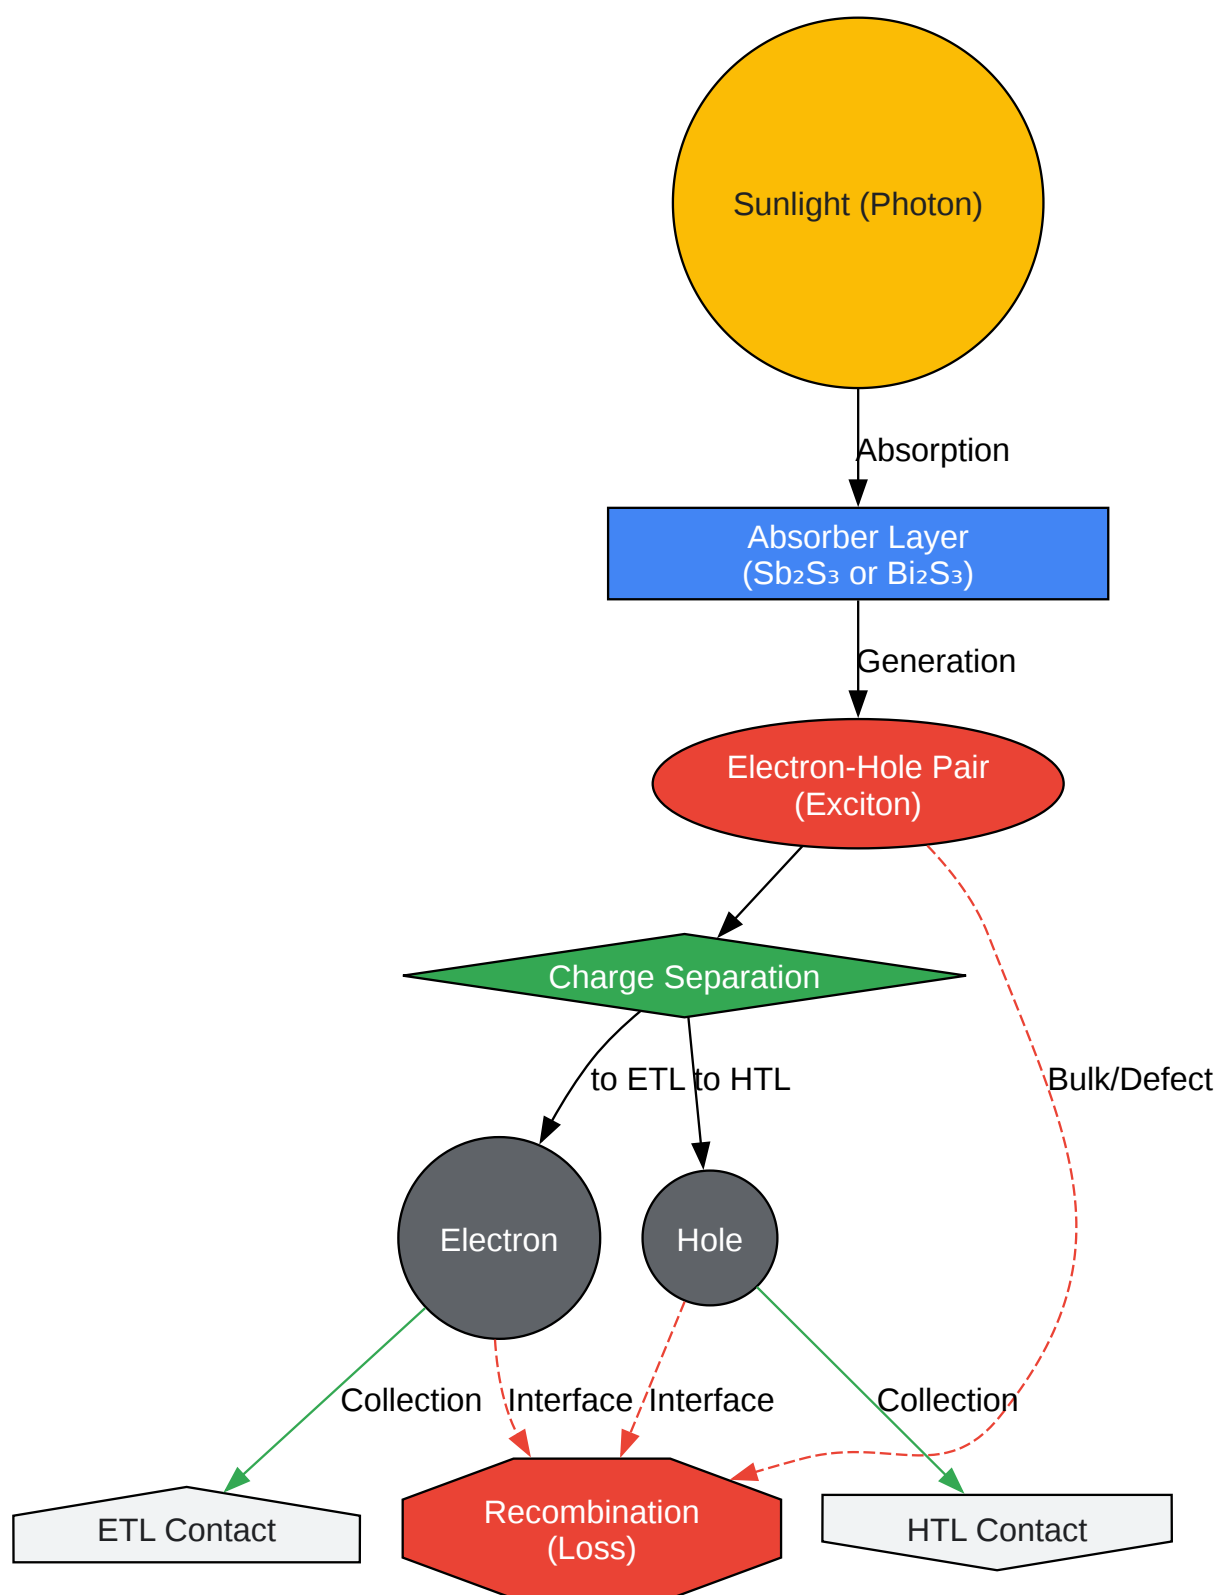 Sunlight (Photon)
Absorption
Absorber Layer
(Sb₂S₃ or Bi₂S₃)
Generation
Electron-Hole Pair
(Exciton)
Charge Separation
to ETL
to HTL
Bulk/Defect
Electron
Hole
Collection
Interface
Interface
Collection
ETL Contact
Recombination
(Loss)
HTL Contact